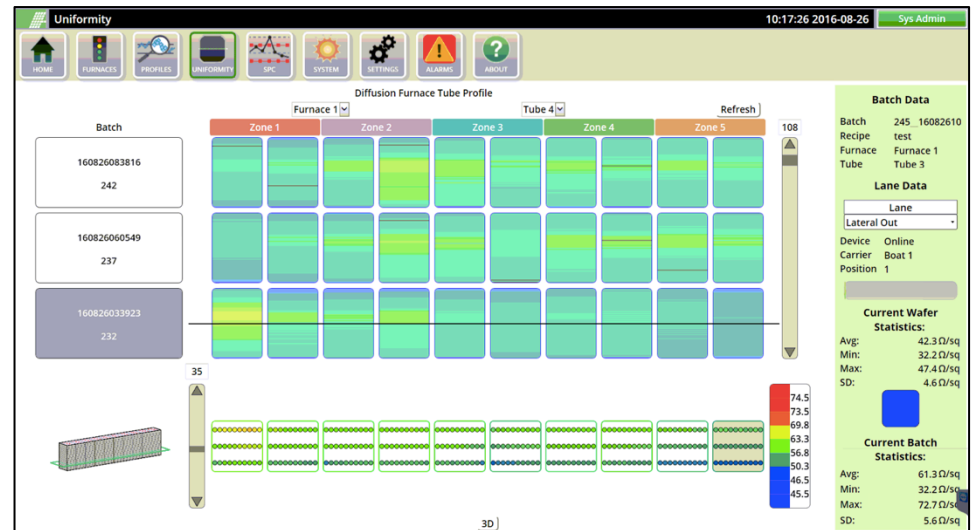 Uniformity
10:17:26 2016-08-26
Sys Admin
HOME
FURNACES
PROFILES
UNIFORMITY
SPC
SYSTEM
SETTINGS
ALARMS
ABOUT
Diffusion Furnace Tube Profile
Furnace 1
Tube 4
Refresh
Batch
Zone 1
Zone 2
Zone 3
Zone 4
Zone 5
108
160826083816
242
160826060549
237
160826033923
232
35
74.5
73.5
69.8
63.3
56.8
50.3
46.5
45.5
3D
Batch Data
Batch 245_16082610
Recipe test
Furnace Furnace 1
Tube Tube 3
Lane Data
Lane
Lateral Out
Device Online
Carrier Boat 1
Position 1
Current Wafer
Statistics:
Avg: 42.3 Ω/sq
Min: 32.2 Ω/sq
Max: 47.4 Ω/sq
SD: 4.6 Ω/sq
Current Batch
Statistics:
Avg: 61.3 Ω/sq
Min: 32.2 Ω/sq
Max: 72.7 Ω/sq
SD: 5.6 Ω/sq